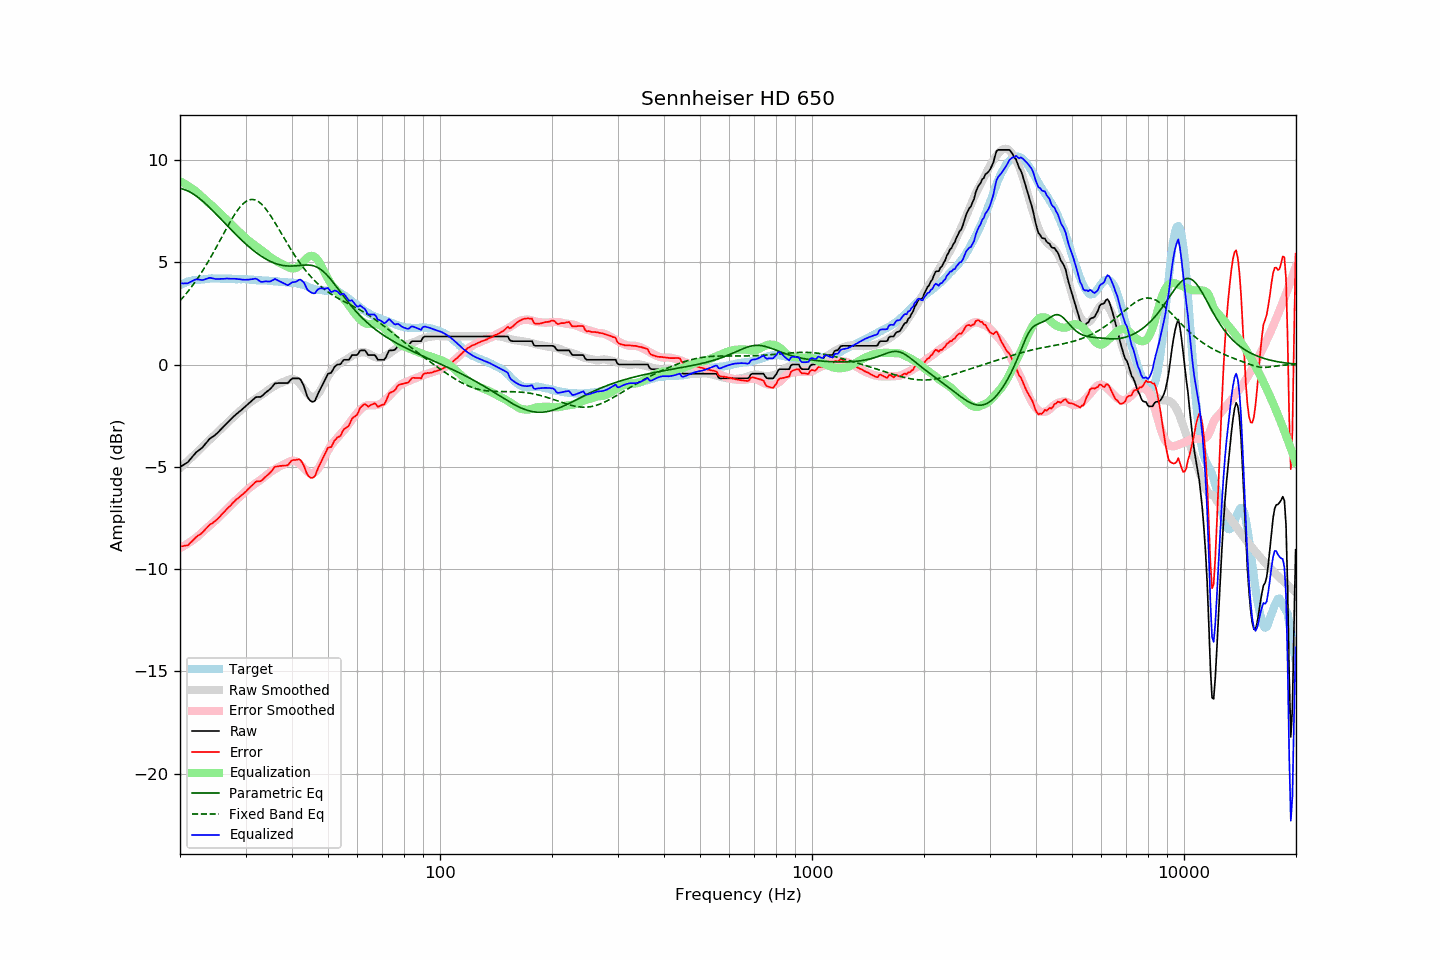 Sennheiser HD 650
Amplitude (dBr)
10
5
0
−5
−10
−15
−20
Target
Raw Smoothed
Error Smoothed
Raw
Error
Equalization
Parametric Eq
Fixed Band Eq
Equalized
100
1000
10000
Frequency (Hz)